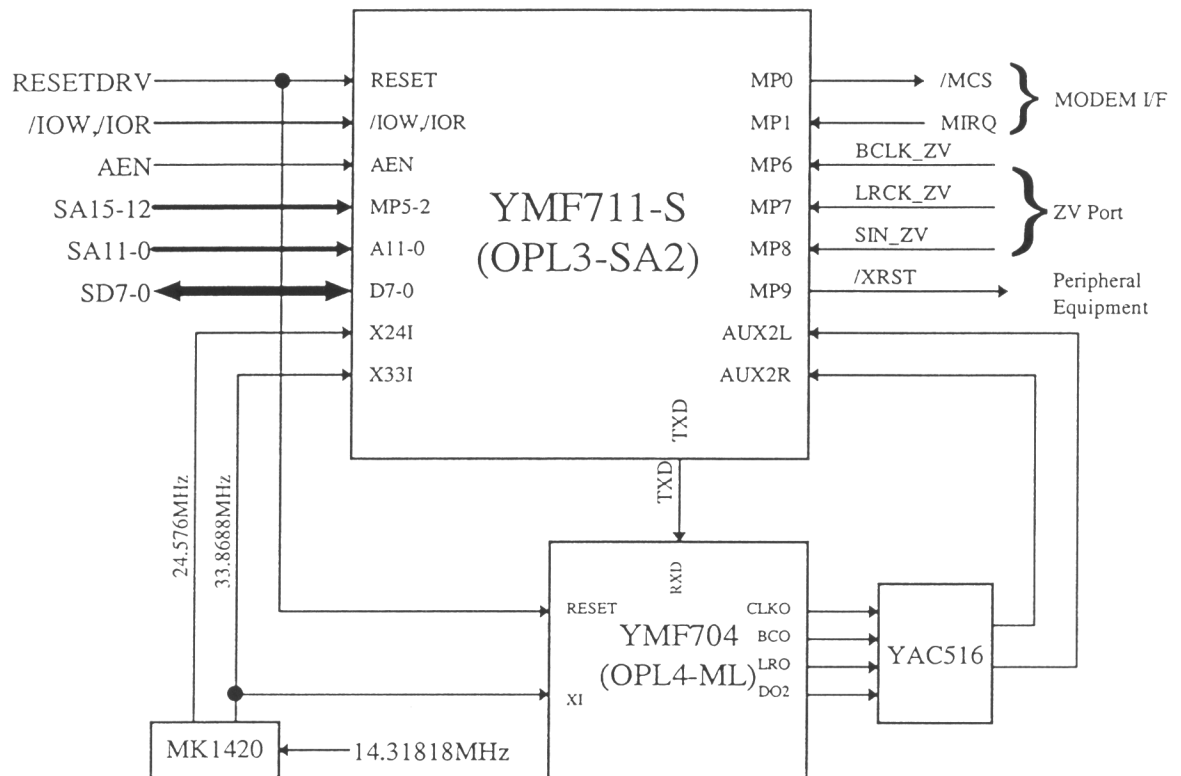 RESETDRV
RESET
MP0
/MCS
MODEM I/F
/IOW,/IOR
/IOW,/IOR
MP1
MIRQ
AEN
AEN
MP6
BCLK_ZV
SA15-12
MP5-2
YMF711-S
MP7
LRCK_ZV
ZV Port
SA11-0
A11-0
(OPL3-SA2)
MP8
SIN_ZV
SD7-0
D7-0
MP9
/XRST
Peripheral
Equipment
X24I
AUX2L
X33I
AUX2R
TXD
TXD
24.576MHz
33.8688MHz
RXD
RESET
CLKO
YMF704
BCO
(OPL4-ML)
LRO
YAC516
XI
DO2
MK1420
14.31818MHz